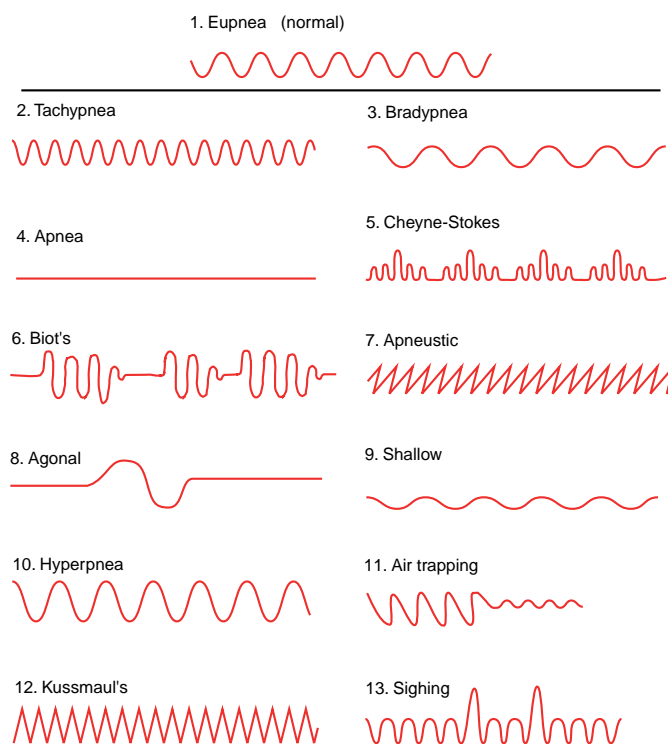 1. Eupnea (normal)
2. Tachypnea
3. Bradypnea
4. Apnea
5. Cheyne-Stokes
6. Biot's
7. Apneustic
8. Agonal
9. Shallow
10. Hyperpnea
11. Air trapping
12. Kussmaul's
13. Sighing